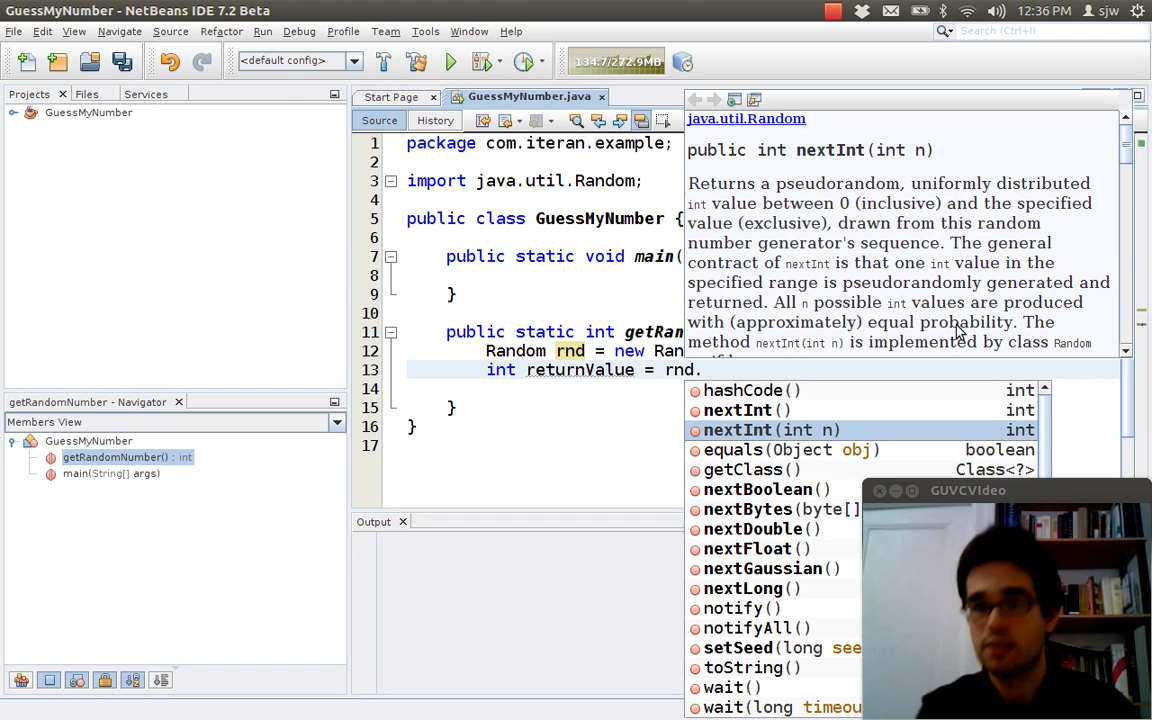 GuessMyNumber - NetBeans IDE 7.2 Beta
12:36 PM
sjw
File Edit View Navigate Source Refactor Run Debug Profile Team Tools Window Help
Search (Ctrl+I)
<default config>
134.7/272.9MB
Projects Files Services
Start Page GuessMyNumber.java
GuessMyNumber
Source History
java.util.Random
public int nextInt(int n)
Returns a pseudorandom, uniformly distributed
int value between 0 (inclusive) and the specified
value (exclusive), drawn from this random
number generator's sequence. The general
contract of nextInt is that one int value in the
specified range is pseudorandomly generated and
returned. All n possible int values are produced
with (approximately) equal probability. The
method nextInt(int n) is implemented by class Random
1 package com.iteran.example;
2
3 import java.util.Random;
4
5 public class GuessMyNumber {
6
7 public static void main(
8
9 }
10
11 public static int getRan
12 Random rnd = new Ran
13 int returnValue = rnd.
14
15 }
16 }
17
hashCode() int
nextInt() int
nextInt(int n) int
equals(Object obj) boolean
getClass() Class<?>
nextBoolean()
nextBytes(byte[]
nextDouble()
nextFloat()
nextGaussian()
nextLong()
notify()
notifyAll()
setSeed(long see
toString()
wait()
wait(long timeou
getRandomNumber - Navigator
Members View
GuessMyNumber
getRandomNumber() : int
main(String[] args)
Output
GUVCVIdeo